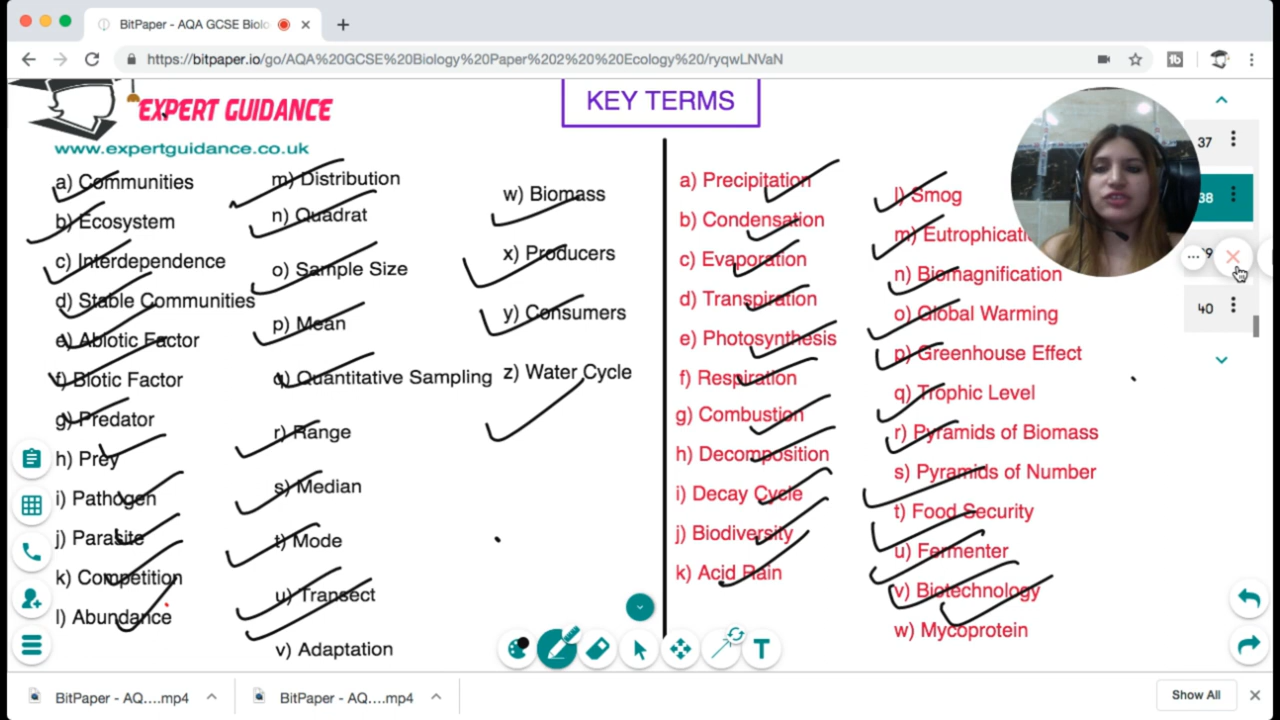 BitPaper - AQA GCSE Biolo
https://bitpaper.io/go/AQA%20GCSE%20Biology%20Paper%202%20%20Ecology%20/ryqwLNVaN
EXPERT GUIDANCE
www.expertguidance.co.uk
KEY TERMS
a) Communities
b) Ecosystem
c) Interdependence
d) Stable Communities
e) Abiotic Factor
f) Biotic Factor
g) Predator
h) Prey
i) Pathogen
j) Parasite
k) Competition
l) Abundance
m) Distribution
n) Quadrat
o) Sample Size
p) Mean
q) Quantitative Sampling
r) Range
s) Median
t) Mode
u) Transect
v) Adaptation
w) Biomass
x) Producers
y) Consumers
z) Water Cycle
a) Precipitation
b) Condensation
c) Evaporation
d) Transpiration
e) Photosynthesis
f) Respiration
g) Combustion
h) Decomposition
i) Decay Cycle
j) Biodiversity
k) Acid Rain
l) Smog
m) Eutrophicati
n) Biomagnification
o) Global Warming
p) Greenhouse Effect
q) Trophic Level
r) Pyramids of Biomass
s) Pyramids of Number
t) Food Security
u) Fermenter
v) Biotechnology
w) Mycoprotein
37
38
9
40
T
BitPaper - AQ....mp4
BitPaper - AQ....mp4
Show All